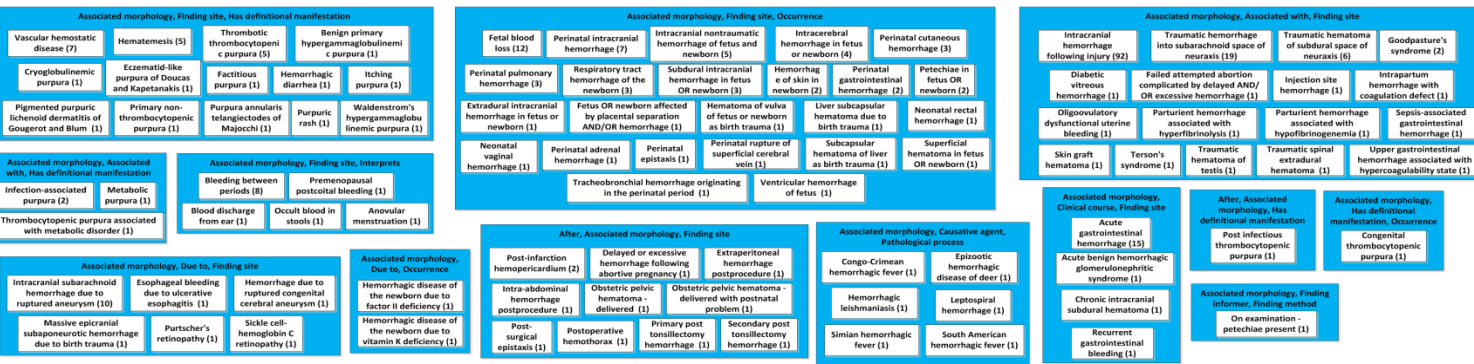 Associated morphology, Finding site, Has definitional manifestation
Vascular hemostatic
disease (7)
Hematemesis (5)
Thrombotic
thrombocytopeni
c purpura (5)
Benign primary
hypergammaglobulinemi
c purpura (1)
Cryoglobulinemic
purpura (1)
Eczematid-like
purpura of Doucas
and Kapetanakis (1)
Factitious
purpura (1)
Hemorrhagic
diarrhea (1)
Itching
purpura (1)
Pigmented purpuric
lichenoid dermatitis of
Gougerot and Blum (1)
Primary non-
thrombocytopenic
purpura (1)
Purpura annularis
telangiectodes of
Majocchi (1)
Purpuric
rash (1)
Waldenstrom's
hypergammaglobu
linemic purpura (1)
Associated morphology, Finding site, Occurrence
Fetal blood
loss (12)
Perinatal intracranial
hemorrhage (7)
Intracranial nontraumatic
hemorrhage of fetus and
newborn (5)
Intracerebral
hemorrhage in fetus
or newborn (4)
Perinatal cutaneous
hemorrhage (3)
Perinatal pulmonary
hemorrhage (3)
Respiratory tract
hemorrhage of the
newborn (3)
Subdural intracranial
hemorrhage in fetus
OR newborn (3)
Hemorrhag
e of skin in
newborn (2)
Perinatal
gastrointestinal
hemorrhage (2)
Petechiae in
fetus OR
newborn (2)
Extradural intracranial
hemorrhage in fetus or
newborn (1)
Fetus OR newborn affected
by placental separation
AND/OR hemorrhage (1)
Hematoma of vulva
of fetus or newborn
as birth trauma (1)
Liver subcapsular
hematoma due to
birth trauma (1)
Neonatal rectal
hemorrhage (1)
Neonatal
vaginal
hemorrhage (1)
Perinatal adrenal
hemorrhage (1)
Perinatal
epistaxis (1)
Perinatal rupture of
superficial cerebral
vein (1)
Subcapsular
hematoma of liver
as birth trauma (1)
Superficial
hematoma in fetus
OR newborn (1)
Tracheobronchial hemorrhage originating
in the perinatal period (1)
Ventricular hemorrhage
of fetus (1)
Associated morphology, Associated with, Finding site
Intracranial
hemorrhage
following injury (92)
Traumatic hemorrhage
into subarachnoid space of
neuraxis (19)
Traumatic hematoma
of subdural space of
neuraxis (6)
Goodpasture's
syndrome (2)
Diabetic
vitreous
hemorrhage (1)
Failed attempted abortion
complicated by delayed AND/
OR excessive hemorrhage (1)
Injection site
hemorrhage (1)
Intrapartum
hemorrhage with
coagulation defect (1)
Oligoovulatory
dysfunctional uterine
bleeding (1)
Parturient hemorrhage
associated with
hyperfibrinolysis (1)
Parturient hemorrhage
associated with
hypofibrinogenemia (1)
Sepsis-associated
gastrointestinal
hemorrhage (1)
Skin graft
hematoma (1)
Terson's
syndrome (1)
Traumatic
hematoma of
testis (1)
Traumatic spinal
extradural
hematoma (1)
Upper gastrointestinal
hemorrhage associated with
hypercoagulability state (1)
Associated morphology, Associated
with, Has definitional manifestation
Infection-associated
purpura (2)
Metabolic
purpura (1)
Thrombocytopenic purpura associated
with metabolic disorder (1)
Associated morphology, Finding site, Interprets
Bleeding between
periods (8)
Premenopausal
postcoital bleeding (1)
Blood discharge
from ear (1)
Occult blood in
stools (1)
Anovular
menstruation (1)
Associated morphology, Due to, Finding site
Intracranial subarachnoid
hemorrhage due to
ruptured aneurysm (10)
Esophageal bleeding
due to ulcerative
esophagitis (1)
Hemorrhage due to
ruptured congenital
cerebral aneurysm (1)
Massive epicranial
subaponeurotic hemorrhage
due to birth trauma (1)
Purtscher's
retinopathy (1)
Sickle cell-
hemoglobin C
retinopathy (1)
Associated morphology,
Due to, Occurrence
Hemorrhagic disease of
the newborn due to
factor II deficiency (1)
Hemorrhagic disease of
the newborn due to
vitamin K deficiency (1)
After, Associated morphology, Finding site
Post-infarction
hemopericardium (2)
Delayed or excessive
hemorrhage following
abortive pregnancy (1)
Extraperitoneal
hemorrhage
postprocedure (1)
Intra-abdominal
hemorrhage
postprocedure (1)
Obstetric pelvic
hematoma -
delivered (1)
Obstetric pelvic hematoma -
delivered with postnatal
problem (1)
Post-
surgical
epistaxis (1)
Postoperative
hemothorax (1)
Primary post
tonsillectomy
hemorrhage (1)
Secondary post
tonsillectomy
hemorrhage (1)
Associated morphology, Causative agent,
Pathological process
Congo-Crimean
hemorrhagic fever (1)
Epizootic
hemorrhagic
disease of deer (1)
Hemorrhagic
leishmaniasis (1)
Leptospiral
hemorrhage (1)
Simian hemorrhagic
fever (1)
South American
hemorrhagic fever (1)
Associated morphology,
Clinical course, Finding site
Acute
gastrointestinal
hemorrhage (15)
Acute benign hemorrhagic
glomerulonephritic
syndrome (1)
Chronic intracranial
subdural hematoma (1)
Recurrent
gastrointestinal
bleeding (1)
After, Associated
morphology, Has
definitional manifestation
Post infectious
thrombocytopenic
purpura (1)
Associated morphology,
Has definitional
manifestation, Occurrence
Congenital
thrombocytopenic
purpura (1)
Associated morphology, Finding
informer, Finding method
On examination -
petechiae present (1)